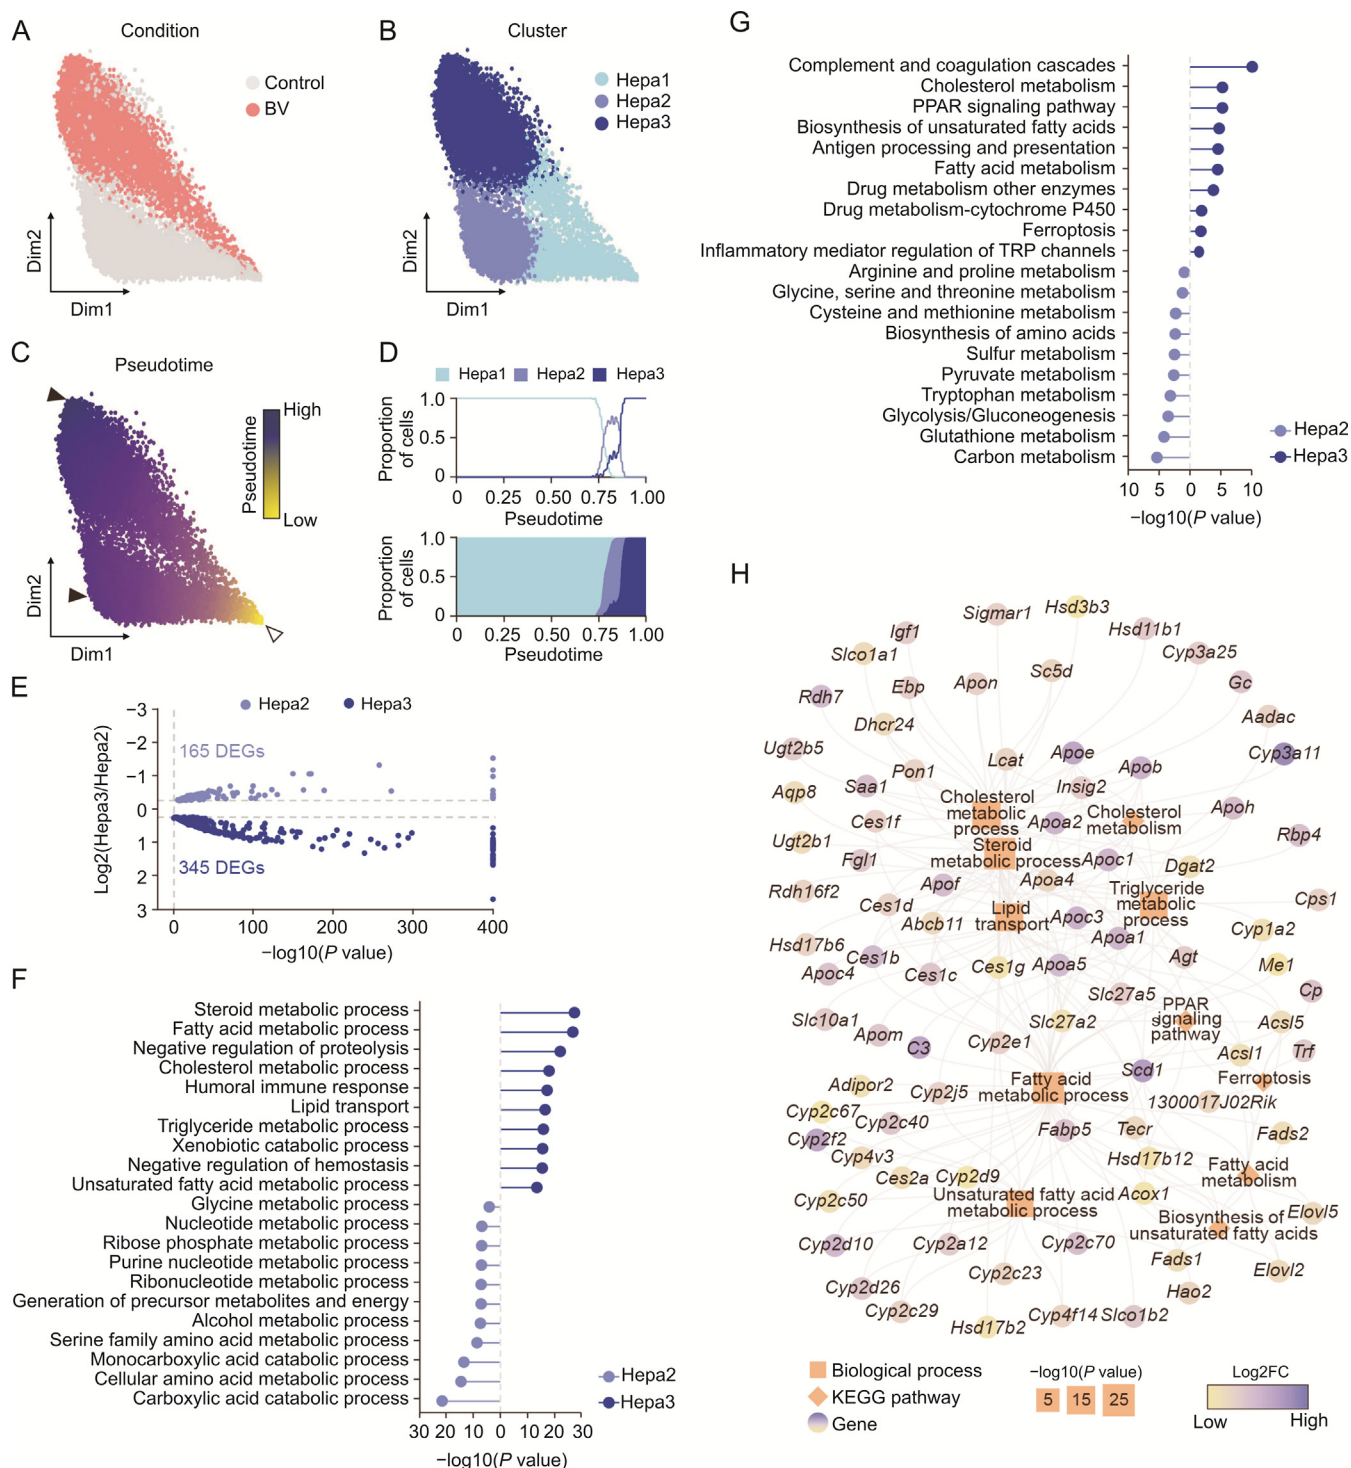 A
Condition
Control
BV
Dim2
Dim1
B
Cluster
Hepa1
Hepa2
Hepa3
Dim2
Dim1
C
Pseudotime
High
Pseudotime
Low
Dim2
Dim1
D
Hepa1 Hepa2 Hepa3
Proportion
of cells
1.0
0.5
0
0 0.25 0.50 0.75 1.00
Pseudotime
Proportion
of cells
1.0
0.5
0
0 0.25 0.50 0.75 1.00
Pseudotime
E
Hepa2 Hepa3
Log2(Hepa3/Hepa2)
−3
−2
−1
0
1
2
3
165 DEGs
345 DEGs
0 100 200 300 400
−log10(P value)
F
Steroid metabolic process
Fatty acid metabolic process
Negative regulation of proteolysis
Cholesterol metabolic process
Humoral immune response
Lipid transport
Triglyceride metabolic process
Xenobiotic catabolic process
Negative regulation of hemostasis
Unsaturated fatty metabolic process
Glycine metabolic process
Nucleotide metabolic process
Ribose phosphate metabolic process
Purine nucleotide metabolic process
Ribonucleotide metabolic process
Generation of precursor metabolites and energy
Alcohol metabolic process
Serine family amino acid metabolic process
Monocarboxylic acid catabolic process
Cellular amino acid metabolic process
Carboxylic acid catabolic process
Hepa2
Hepa3
30 20 10 0 10 20 30
−log10(P value)
G
Complement and coagulation cascades
Cholesterol metabolism
PPAR signaling pathway
Biosynthesis of unsaturated fatty acids
Antigen processing and presentation
Fatty acid metabolism
Drug metabolism other enzymes
Drug metabolism-cytochrome P450
Ferroptosis
Inflammatory mediator regulation of TRP channels
Arginine and proline metabolism
Glycine, serine and threonine metabolism
Cysteine and methionine metabolism
Biosynthesis of amino acids
Sulfur metabolism
Pyruvate metabolism
Tryptophan metabolism
Glycolysis/Gluconeogenesis
Glutathione metabolism
Carbon metabolism
Hepa2
Hepa3
10 5 0 5 10
−log10(P value)
H
Sigmar1
Hsd3b3
Igf1
Hsd11b1
Slco1a1
Cyp3a25
Rdh7
Ebp
Apon
Sc5d
Gc
Dhcr24
Aadac
Ugt2b5
Lcat
Apoe
Cyp3a11
Pon1
Apob
Aqp8
Saa1
Insig2
Cholesterol
metabolic
process
Apoh
Ces1f
Apoa2
Cholesterol
metabolism
Rbp4
Ugt2b1
Steroid
metabolic process
Fgl1
Apoc1
Dgat2
Rdh16f2
Apof
Apoa4
Triglyceride
metabolic
process
Cps1
Ces1d
Abcb11
Lipid
transport
Apoc3
Cyp1a2
Hsd17b6
Apoa1
Ces1b
Apoc4
Ces1c
Ces1g
Apoa5
Agt
Me1
Slc27a5
Cp
Slc10a1
Apom
C3
Slc27a2
PPAR
signaling
pathway
Acsl5
Cyp2e1
Acsl1
Trf
Scd1
Ferroptosis
Adipor2
Cyp2j5
Fatty acid
metabolic process
1300017J02Rik
Cyp2c67
Cyp2c40
Cyp2f2
Fabp5
Tecr
Fads2
Cyp4v3
Hsd17b12
Fatty acid
metabolism
Ces2a
Cyp2d9
Cyp2c50
Unsaturated fatty acid
metabolic process
Acox1
Elovl5
Biosynthesis of
unsaturated fatty acids
Cyp2d10
Cyp2a12
Cyp2c70
Fads1
Elovl2
Cyp2d26
Cyp2c23
Hao2
Cyp2c29
Hsd17b2
Cyp4f14
Slco1b2
Biological process
KEGG pathway
Gene
−log10(P value)
5 15 25
Log2FC
Low High